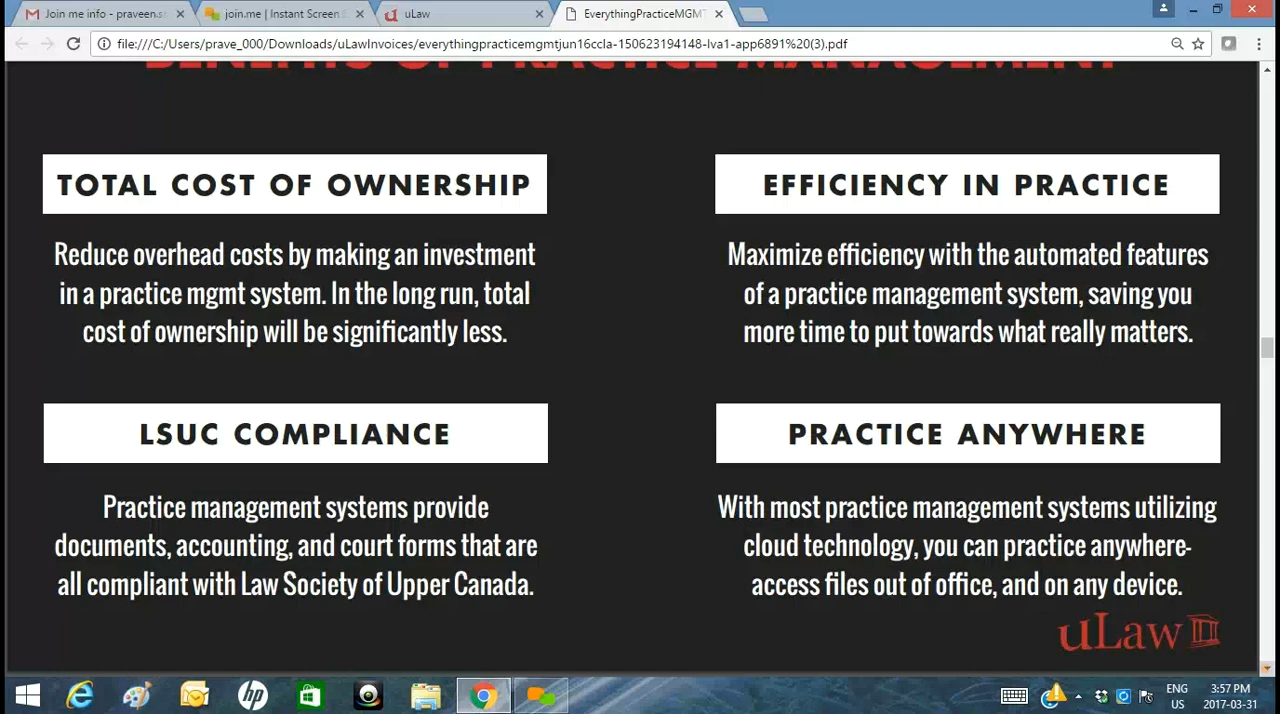 Join me info - praveen.s
join.me | Instant Screen S
uLaw
EverythingPracticeMGMT
file:///C:/Users/prave_000/Downloads/uLawInvoices/everythingpracticemgmtjun16ccla-150623194148-lva1-app6891%20(3).pdf
BENEFITS OF PRACTICE MANAGEMENT
TOTAL COST OF OWNERSHIP
Reduce overhead costs by making an investment
in a practice mgmt system. In the long run, total
cost of ownership will be significantly less.
EFFICIENCY IN PRACTICE
Maximize efficiency with the automated features
of a practice management system, saving you
more time to put towards what really matters.
LSUC COMPLIANCE
Practice management systems provide
documents, accounting, and court forms that are
all compliant with Law Society of Upper Canada.
PRACTICE ANYWHERE
With most practice management systems utilizing
cloud technology, you can practice anywhere-
access files out of office, and on any device.
uLaw
hp
ENG
US
3:57 PM
2017-03-31